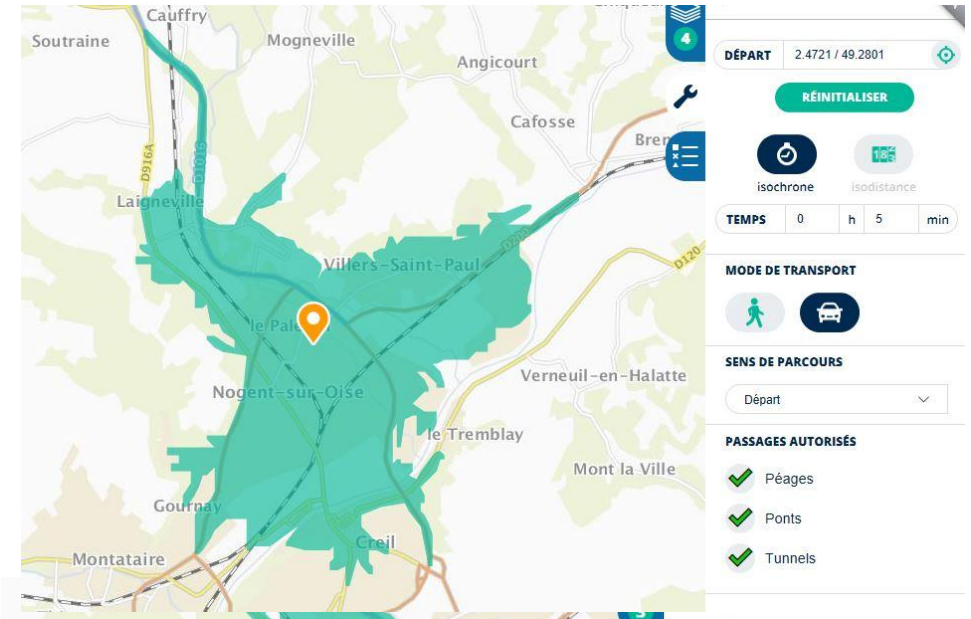 Cauffry
Soutraine
Mogneville
Angicourt
4
Cafosse
Bren
D916A
D1016
Laigneville
D200
D120
Villers-Saint-Paul
le Pal
Nogent-sur-Oise
Verneuil-en-Halatte
le Tremblay
Mont la Ville
Gournay
Creil
Montataire
DÉPART 2.4721 / 49.2801
RÉINITIALISER
isochrone isodistance
TEMPS 0 h 5 min
MODE DE TRANSPORT
SENS DE PARCOURS
Départ
PASSAGES AUTORISÉS
Péages
Ponts
Tunnels